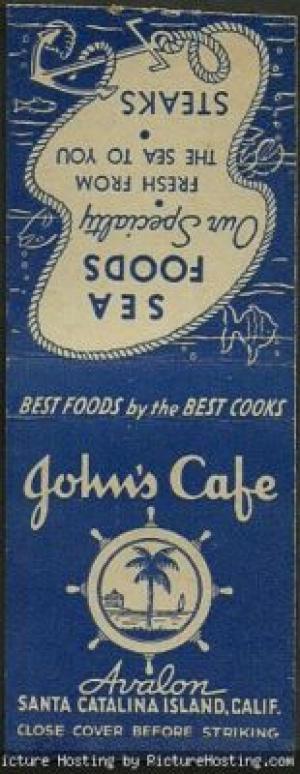 SEA
FOODS
Our Specialty
FRESH FROM
THE SEA TO YOU
STEAKS
BEST FOODS by the BEST COOKS
John's Cafe
Avalon
SANTA CATALINA ISLAND, CALIF.
CLOSE COVER BEFORE STRIKING
icture Hosting by PictureHosting.com